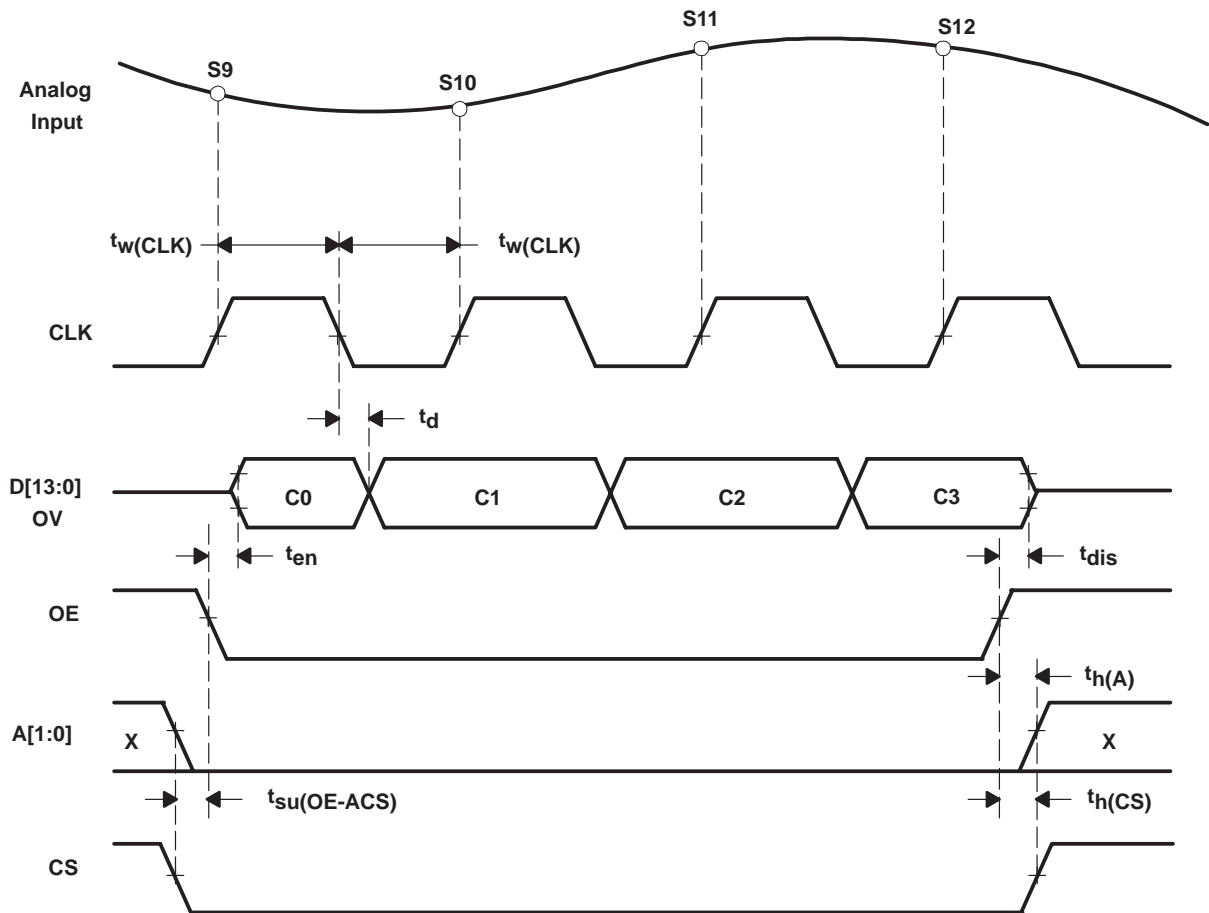 S11
S12
S9
S10
Analog
Input
tw(CLK)
tw(CLK)
CLK
td
D[13:0]
OV
C0
C1
C2
C3
ten
tdis
OE
th(A)
A[1:0]
X
X
tsu(OE-ACS)
th(CS)
CS